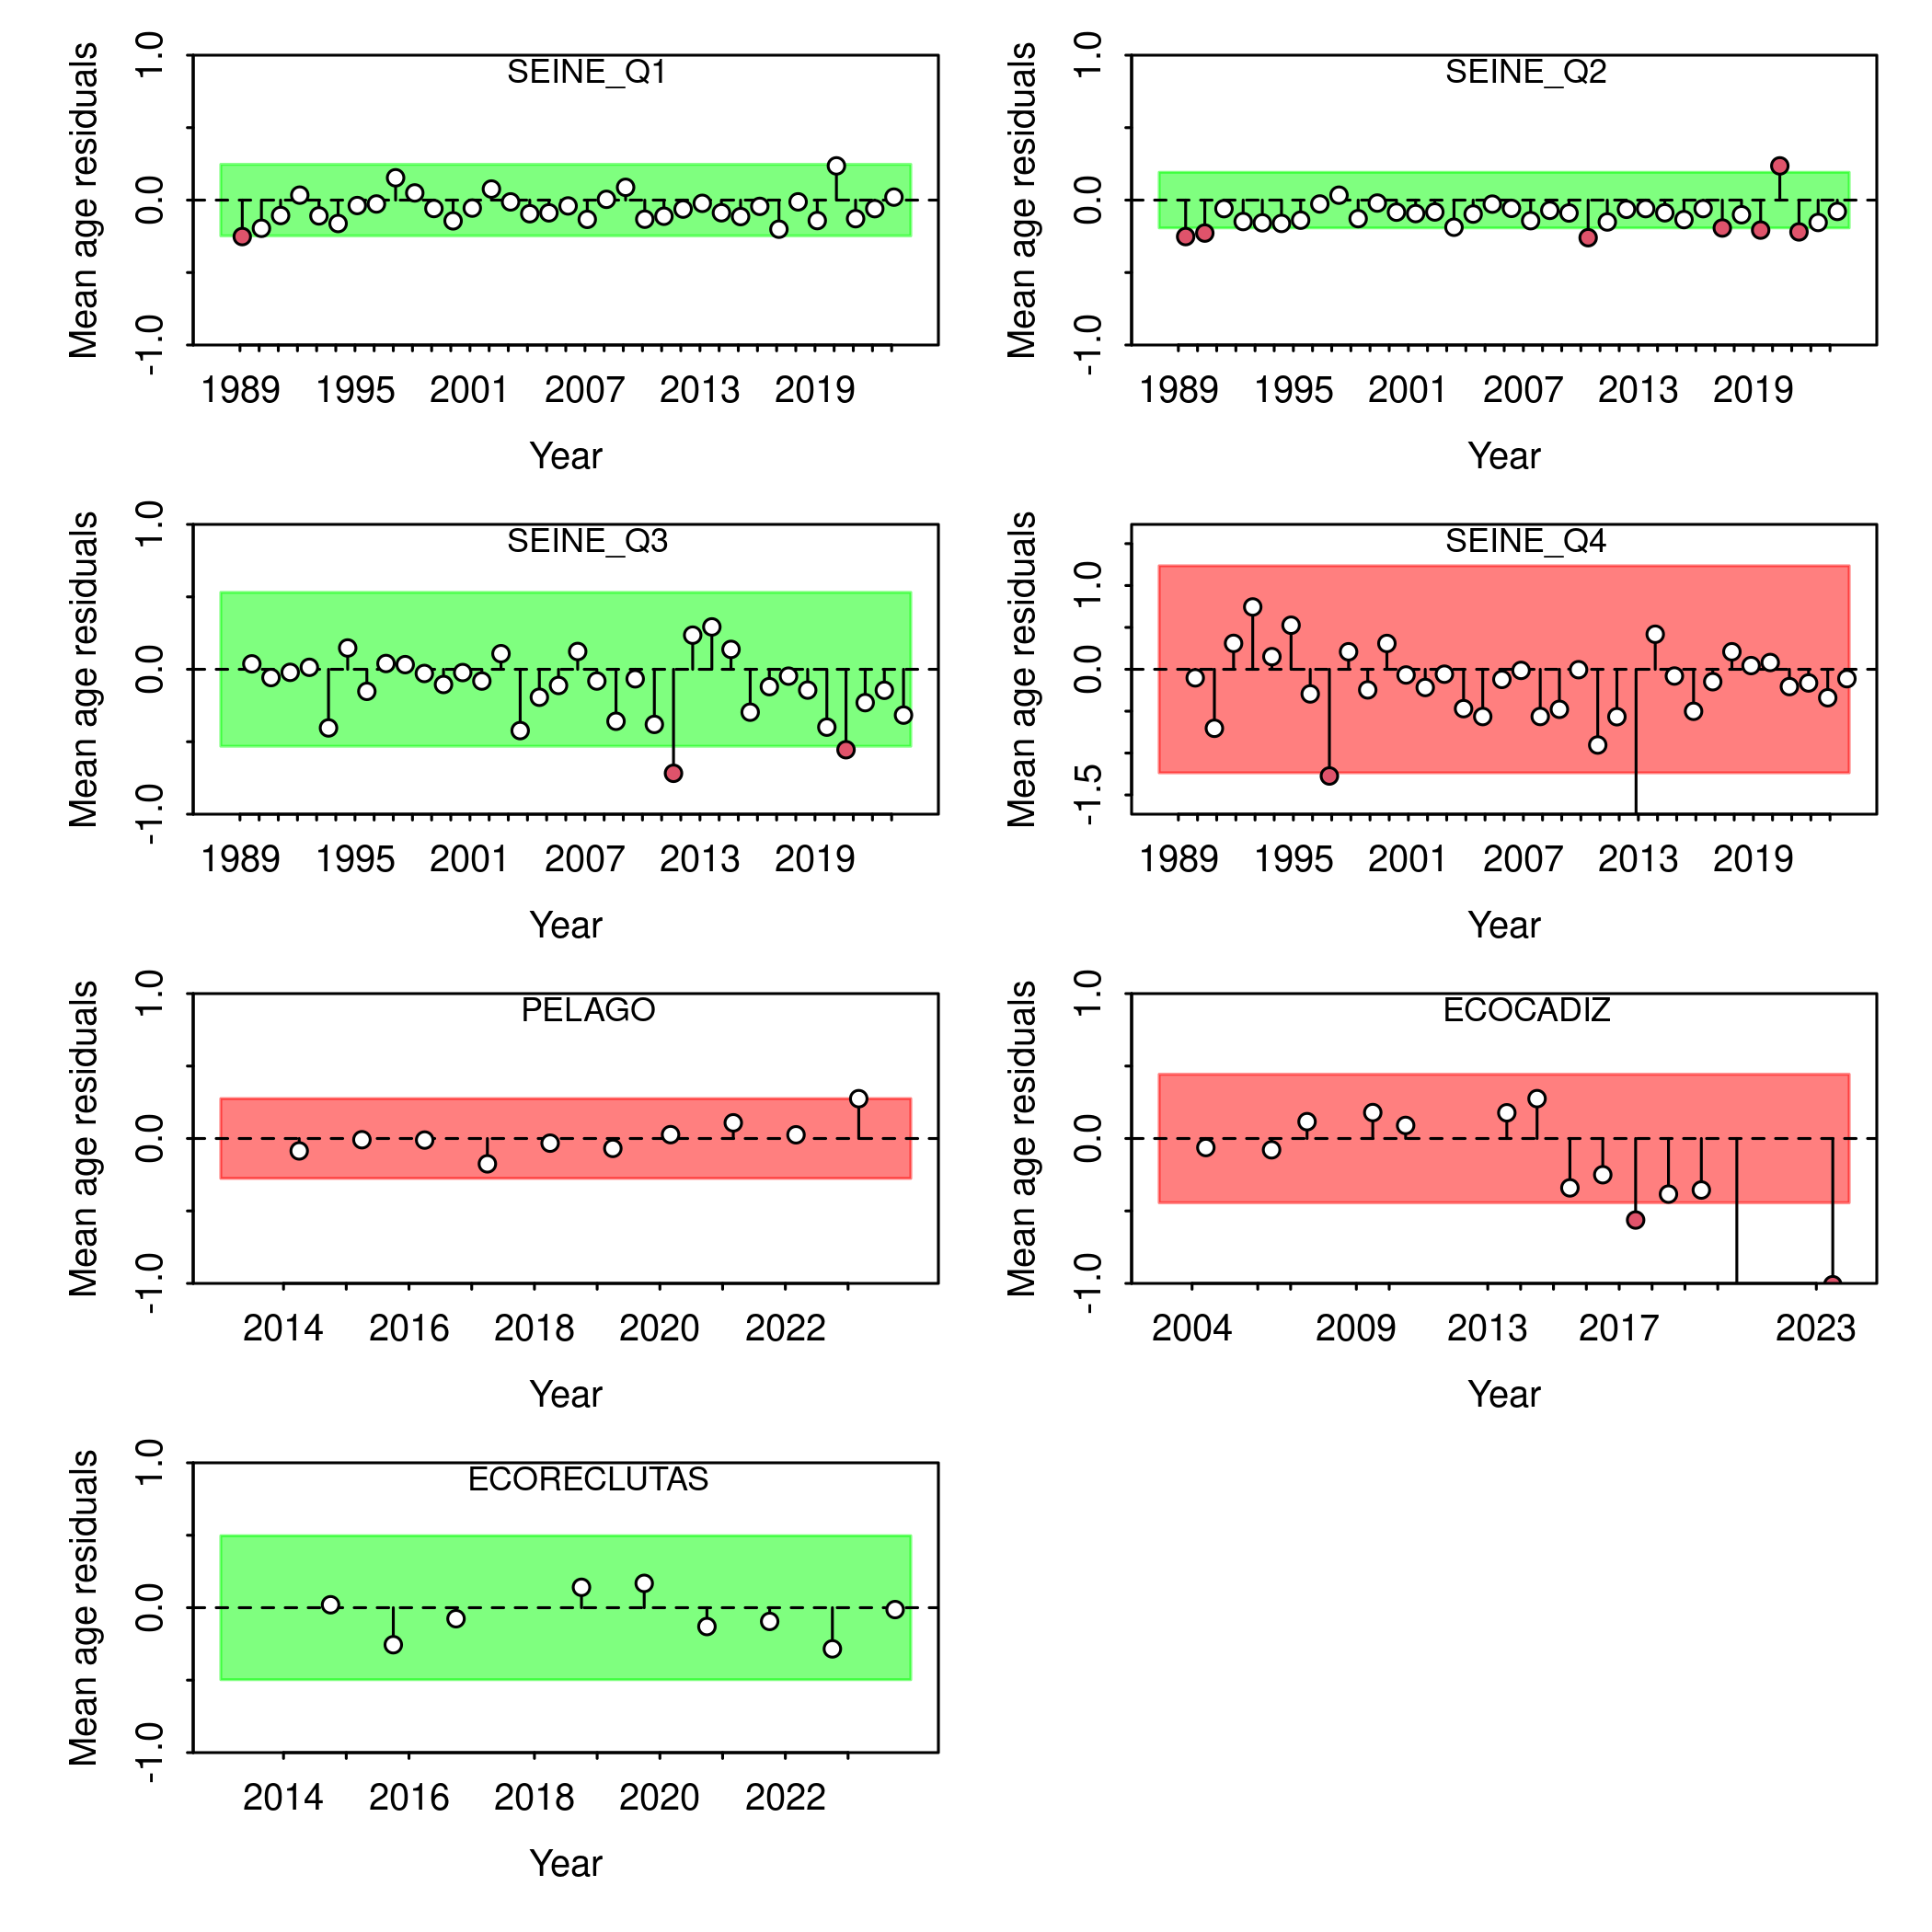 SEINE_Q1
Mean age residuals
1.0
0.0
-1.0
1989 1995 2001 2007 2013 2019
Year
SEINE_Q2
Mean age residuals
1.0
0.0
-1.0
1989 1995 2001 2007 2013 2019
Year
SEINE_Q3
Mean age residuals
1.0
0.0
-1.0
1989 1995 2001 2007 2013 2019
Year
SEINE_Q4
Mean age residuals
1.0
0.0
-1.5
1989 1995 2001 2007 2013 2019
Year
PELAGO
Mean age residuals
1.0
0.0
-1.0
2014 2016 2018 2020 2022
Year
ECOCADIZ
Mean age residuals
1.0
0.0
-1.0
2004 2009 2013 2017 2023
Year
ECORECLUTAS
Mean age residuals
1.0
0.0
-1.0
2014 2016 2018 2020 2022
Year